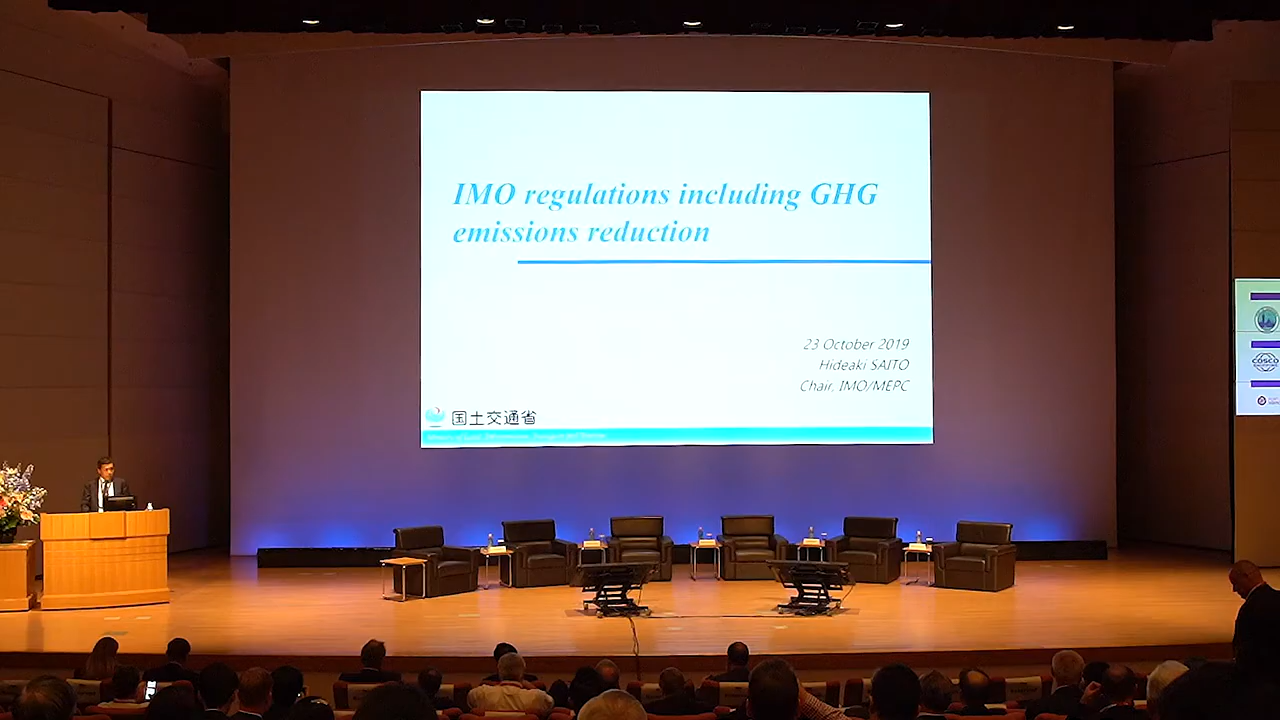 IMO regulations including GHG
emissions reduction
23 October 2019
Hideaki SAITO
Chair, IMO/MEPC
国土交通省
COSCO